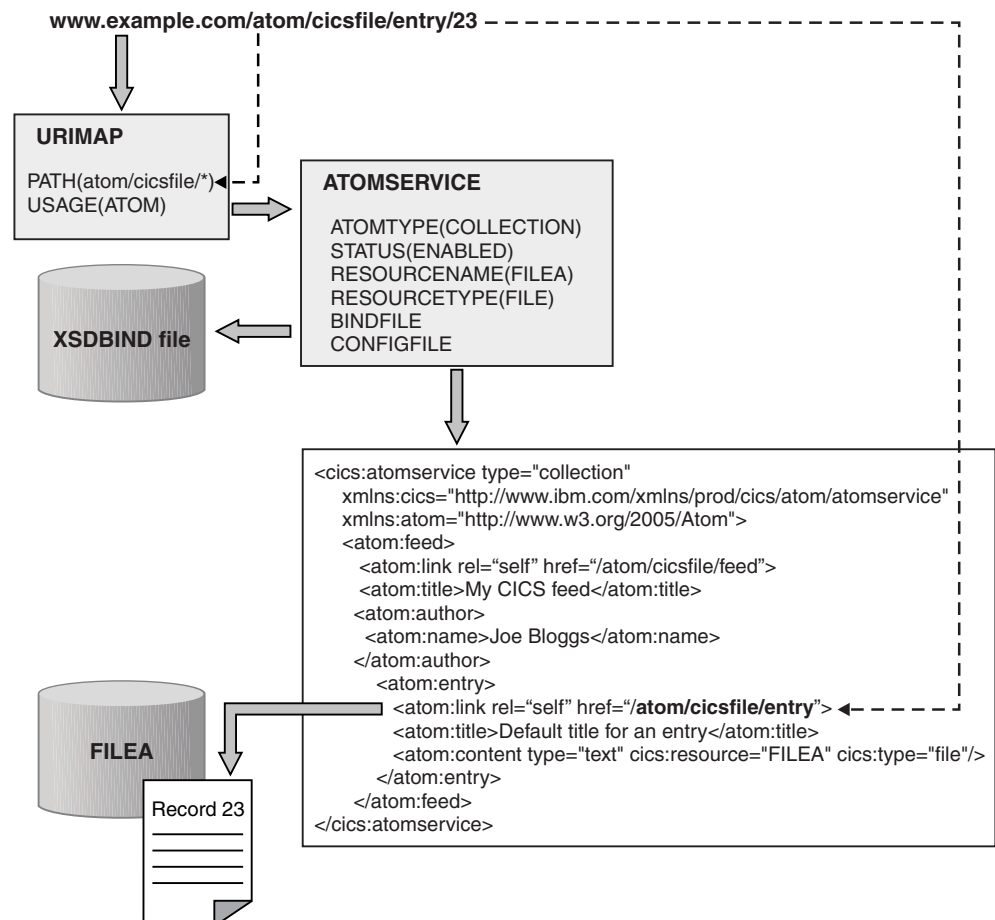 www.example.com/atom/cicsfile/entry/23
URIMAP
PATH(atom/cicsfile/*)
USAGE(ATOM)
ATOMSERVICE
ATOMTYPE(COLLECTION)
STATUS(ENABLED)
RESOURCENAME(FILEA)
RESOURCETYPE(FILE)
BINDFILE
CONFIGFILE
XSDBIND file
<cics:atomservice type="collection"
xmlns:cics="http://www.ibm.com/xmlns/prod/cics/atom/atomservice"
xmlns:atom="http://www.w3.org/2005/Atom">
<atom:feed>
<atom:link rel=“self” href=“/atom/cicsfile/feed”>
<atom:title>My CICS feed</atom:title>
<atom:author>
<atom:name>Joe Bloggs</atom:name>
</atom:author>
<atom:entry>
<atom:link rel=“self” href=“/atom/cicsfile/entry”>
<atom:title>Default title for an entry</atom:title>
<atom:content type="text" cics:resource="FILEA" cics:type="file"/>
</atom:entry>
</atom:feed>
</cics:atomservice>
FILEA
Record 23